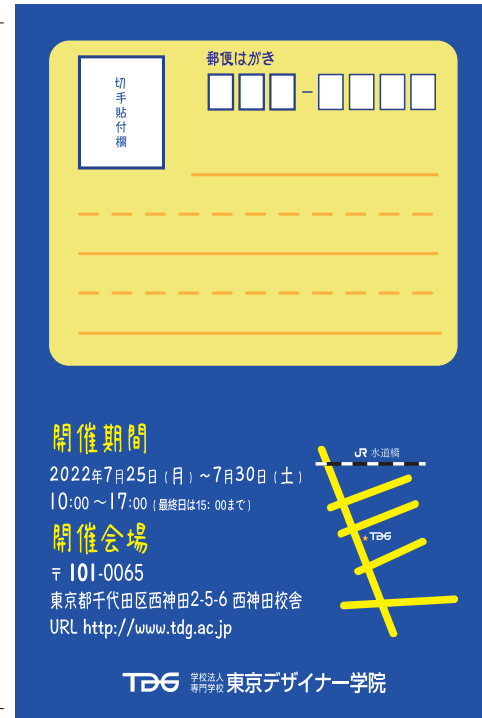 郵便はがき
切手貼付欄
開催期間
2022年7月25日(月)~7月30日(土)
10:00~17:00(最終日は15:00まで)
開催会場
〒101-0065
東京都千代田区西神田2-5-6 西神田校舎
URL http://www.tdg.ac.jp
JR 水道橋
TDG
TDG 学校法人 専門学校 東京デザイナー学院